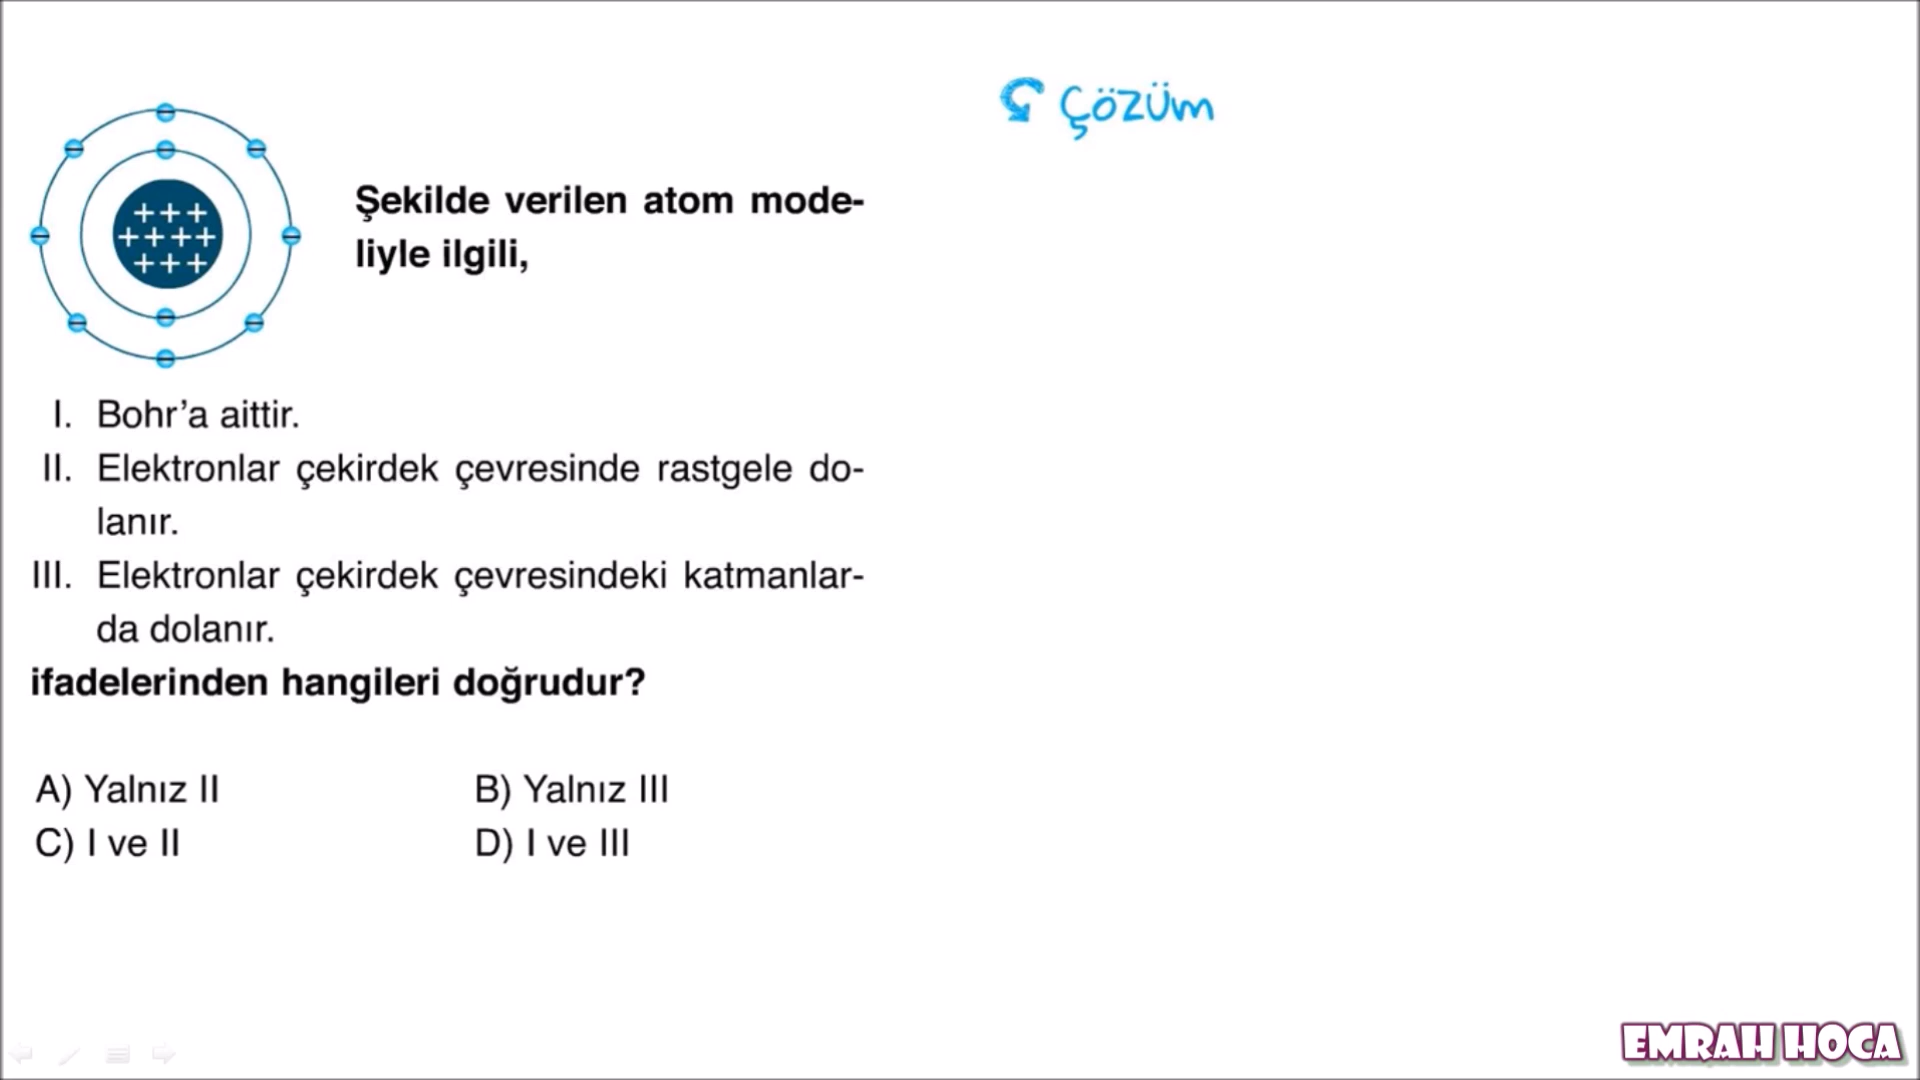 Çözüm
+++
++++
+++
Şekilde verilen atom mode-
liyle ilgili,
I. Bohr’a aittir.
II. Elektronlar çekirdek çevresinde rastgele do-
lanır.
III. Elektronlar çekirdek çevresindeki katmanlar-
da dolanır.
ifadelerinden hangileri doğrudur?
A) Yalnız II
B) Yalnız III
C) I ve II
D) I ve III
EMRAH HOCA